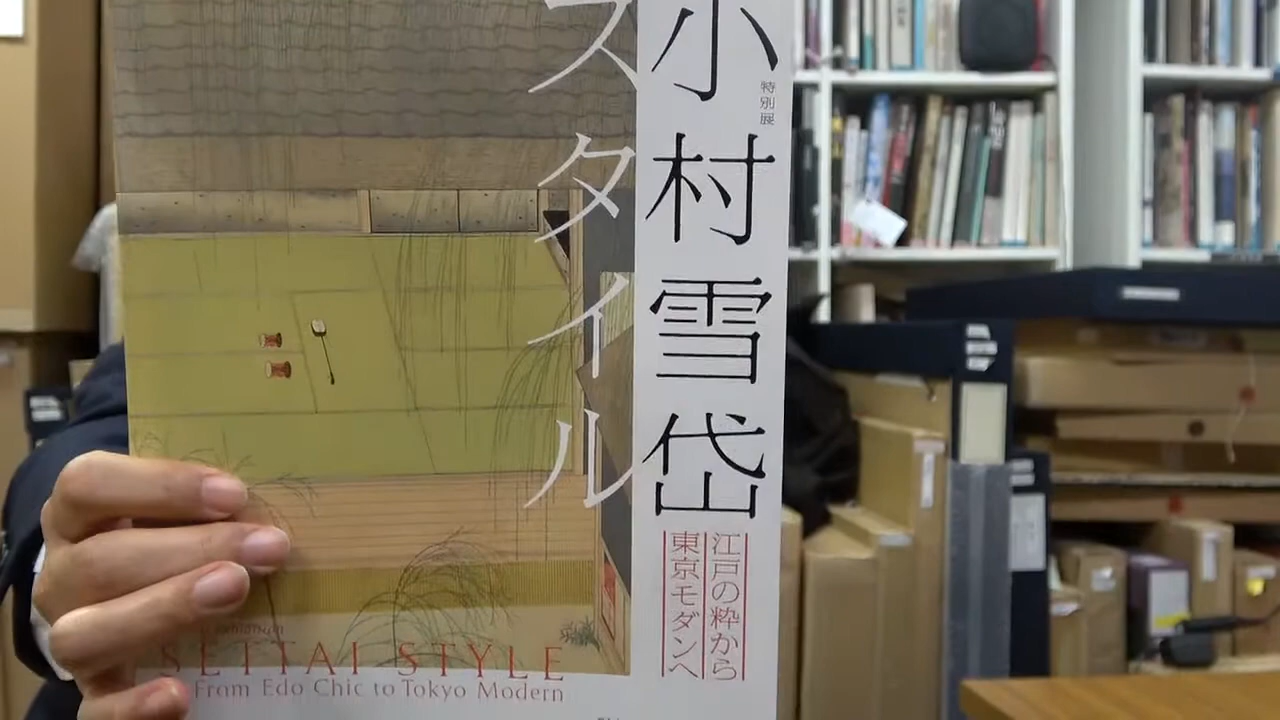 小村雪岱
スタイル
特別展
江戸の粋から
東京モダンへ
SETTAI STYLE
From Edo Chic to Tokyo Modern